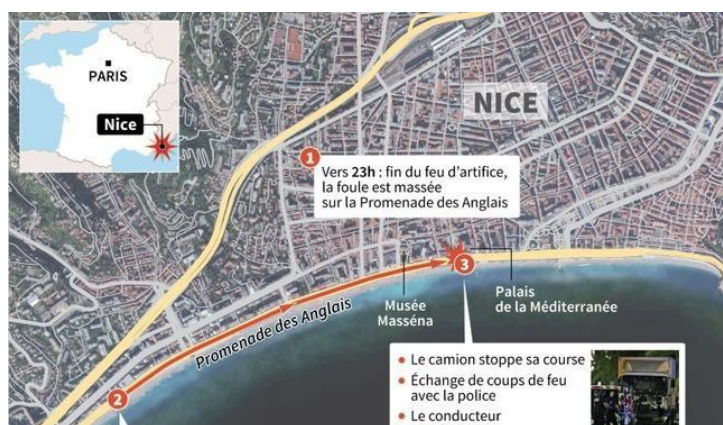 PARIS
Nice
NICE
1
Vers 23h : fin du feu d'artifice,
la foule est massée
sur la Promenade des Anglais
3
Musée
Masséna
Palais
de la Méditerranée
Promenade des Anglais
2
• Le camion stoppe sa course
• Échange de coups de feu
avec la police
• Le conducteur